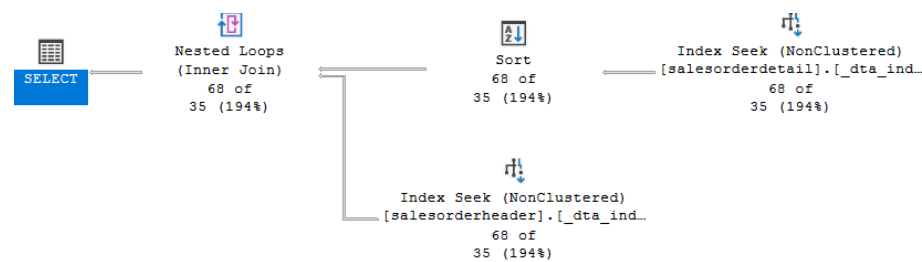 SELECT
Nested Loops
(Inner Join)
68 of
35 (194%)
Sort
68 of
35 (194%)
Index Seek (NonClustered)
[salesorderdetail].[_dta_ind…
68 of
35 (194%)
Index Seek (NonClustered)
[salesorderheader].[_dta_ind…
68 of
35 (194%)